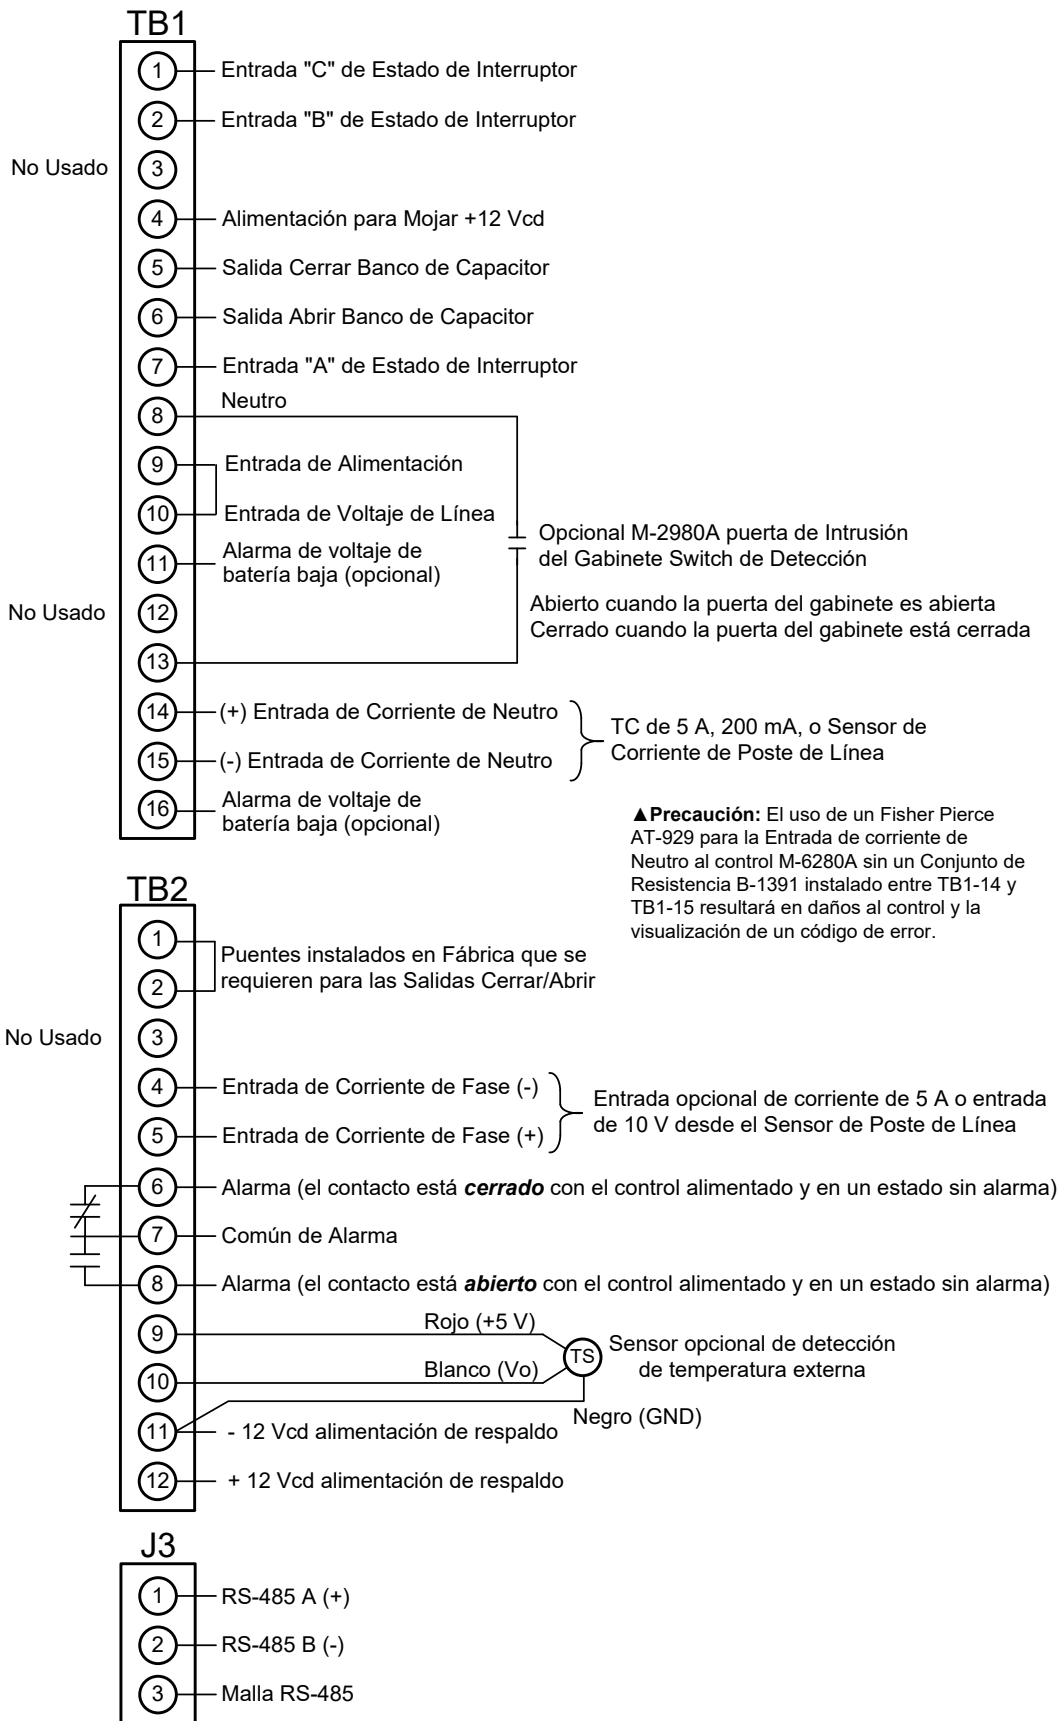 TB1
1
Entrada "C" de Estado de Interruptor
2
Entrada "B" de Estado de Interruptor
No Usado
3
4
Alimentación para Mojar +12 Vcd
5
Salida Cerrar Banco de Capacitor
6
Salida Abrir Banco de Capacitor
7
Entrada "A" de Estado de Interruptor
8
Neutro
9
Entrada de Alimentación
10
Entrada de Voltaje de Línea
11
Alarma de voltaje de
batería baja (opcional)
Opcional M-2980A puerta de Intrusión
del Gabinete Switch de Detección
Abierto cuando la puerta del gabinete es abierta
Cerrado cuando la puerta del gabinete está cerrada
No Usado
12
13
14
(+) Entrada de Corriente de Neutro
15
(-) Entrada de Corriente de Neutro
TC de 5 A, 200 mA, o Sensor de
Corriente de Poste de Línea
16
Alarma de voltaje de
batería baja (opcional)
▲Precaución: El uso de un Fisher Pierce
AT-929 para la Entrada de corriente de
Neutro al control M-6280A sin un Conjunto de
Resistencia B-1391 instalado entre TB1-14 y
TB1-15 resultará en daños al control y la
visualización de un código de error.
TB2
1
2
Puentes instalados en Fábrica que se
requieren para las Salidas Cerrar/Abrir
No Usado
3
4
Entrada de Corriente de Fase (-)
5
Entrada de Corriente de Fase (+)
Entrada opcional de corriente de 5 A o entrada
de 10 V desde el Sensor de Poste de Línea
6
Alarma (el contacto está cerrado con el control alimentado y en un estado sin alarma)
7
Común de Alarma
8
Alarma (el contacto está abierto con el control alimentado y en un estado sin alarma)
9
Rojo (+5 V)
10
Blanco (Vo)
TS
Sensor opcional de detección
de temperatura externa
Negro (GND)
11
- 12 Vcd alimentación de respaldo
12
+ 12 Vcd alimentación de respaldo
J3
1
RS-485 A (+)
2
RS-485 B (-)
3
Malla RS-485